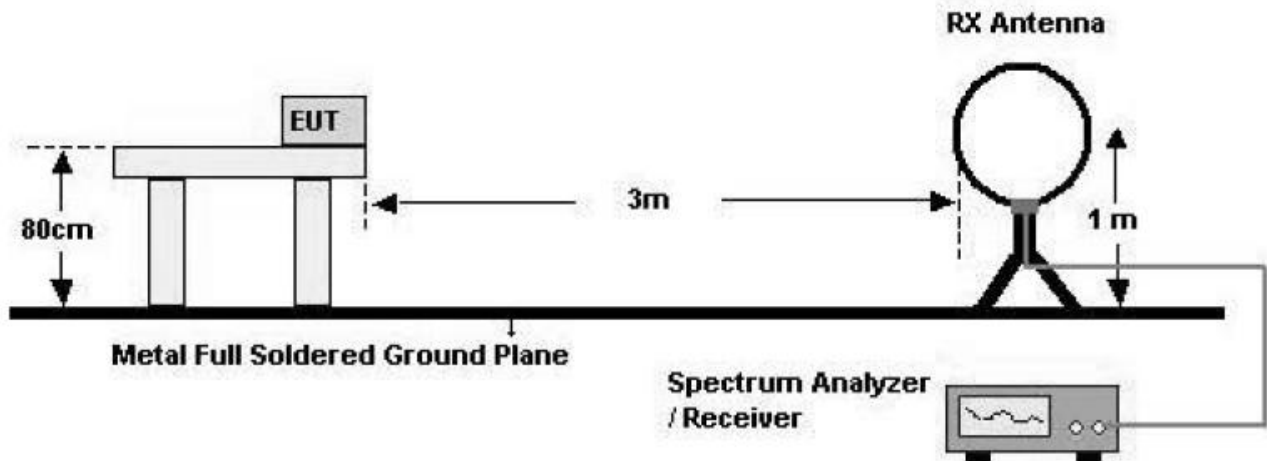 RX Antenna
EUT
80cm
3m
1 m
Metal Full Soldered Ground Plane
Spectrum Analyzer
/ Receiver